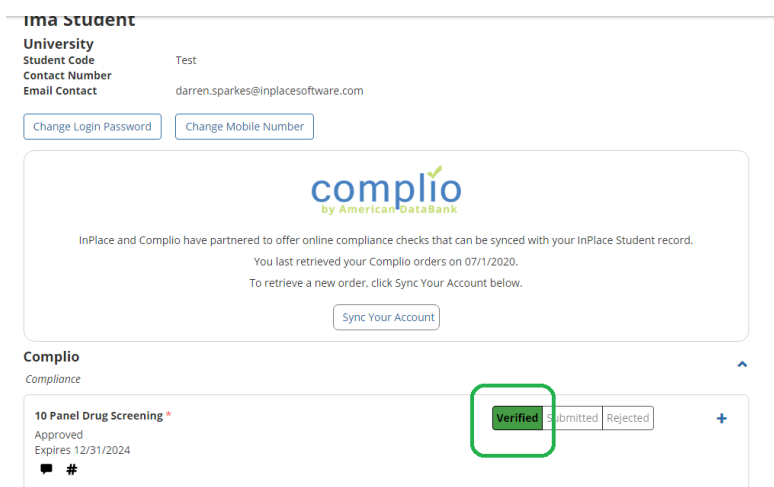 Ima Student
University
Student Code Test
Contact Number
Email Contact darren.sparkes@inplacesoftware.com
Change Login Password Change Mobile Number
complio
by American DataBank
InPlace and Complio have partnered to offer online compliance checks that can be synced with your InPlace Student record.
You last retrieved your Complio orders on 07/1/2020.
To retrieve a new order, click Sync Your Account below.
Sync Your Account
Complio
Compliance
10 Panel Drug Screening * Verified Submitted Rejected +
Approved
Expires 12/31/2024
#